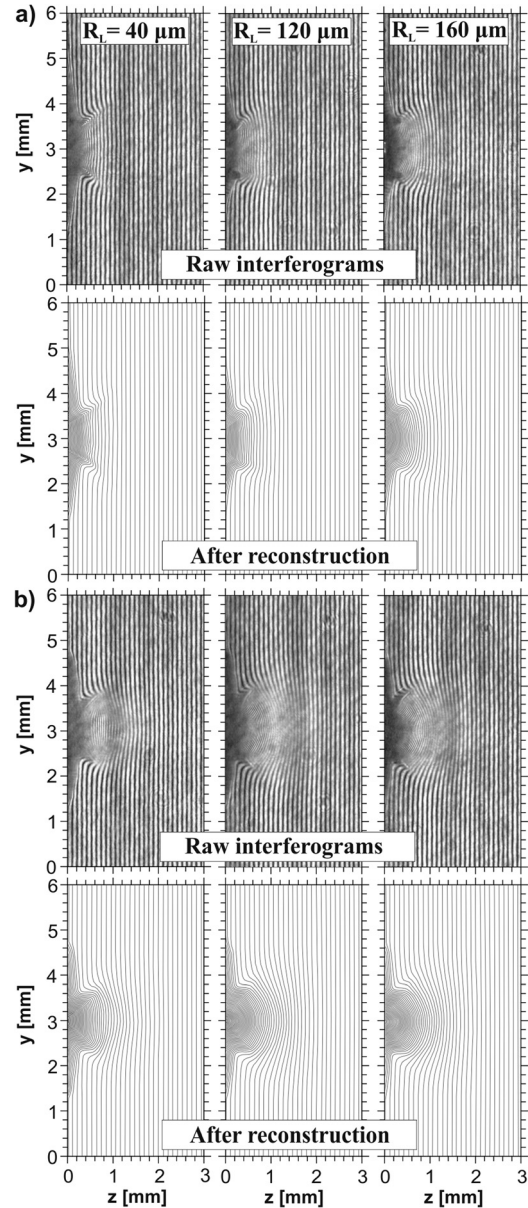 a)
R_L= 40 µm
R_L= 120 µm
R_L= 160 µm
6
5
4
3
2
1
0
y [mm]
Raw interferograms
6
5
4
3
2
1
0
y [mm]
After reconstruction
b)
6
5
4
3
2
1
0
y [mm]
Raw interferograms
6
5
4
3
2
1
0
y [mm]
After reconstruction
0 1 2 3
0 1 2 3
0 1 2 3
z [mm]
z [mm]
z [mm]